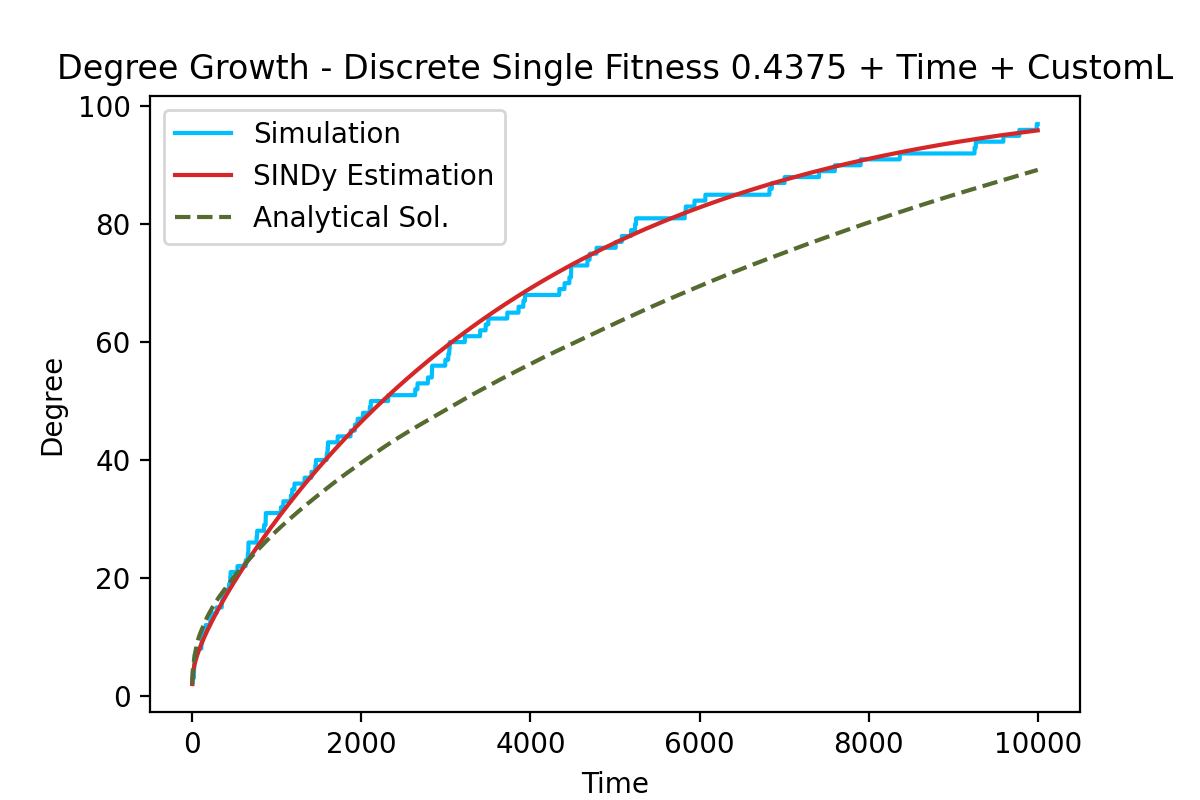 Degree Growth - Discrete Single Fitness 0.4375 + Time + CustomL
100
80
60
40
20
0
Degree
Simulation
SINDy Estimation
Analytical Sol.
0
2000
4000
6000
8000
10000
Time